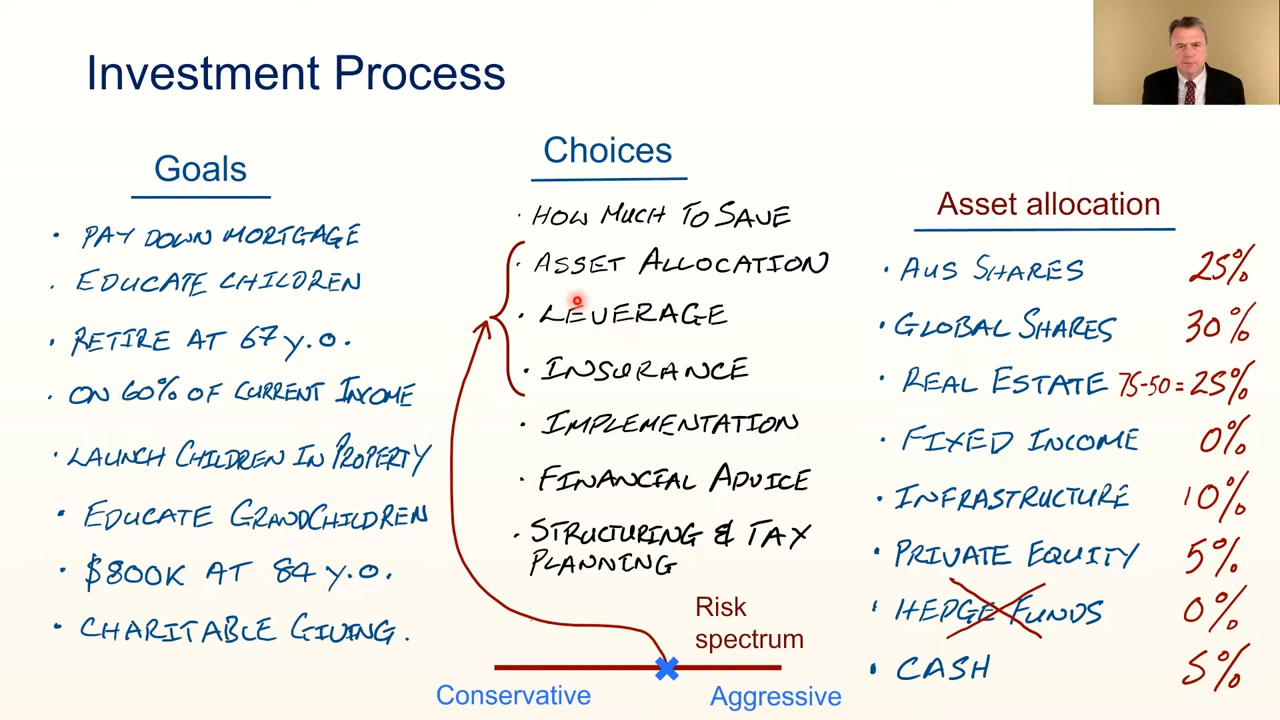 Investment Process
Goals
· PAY DOWN MORTGAGE
· EDUCATE CHILDREN
· RETIRE AT 67 y.o.
· ON 60% OF CURRENT INCOME
· LAUNCH CHILDREN IN PROPERTY
· EDUCATE GRANDCHILDREN
· $800K AT 84 y.o.
· CHARITABLE GIVING.
Choices
· HOW MUCH TO SAVE
· ASSET ALLOCATION
· LEVERAGE
· INSURANCE
· IMPLEMENTATION
· FINANCIAL ADVICE
· STRUCTURING & TAX
PLANNING
Risk
spectrum
Conservative
Aggressive
Asset allocation
· AUS SHARES 25%
· GLOBAL SHARES 30%
· REAL ESTATE 75-50 = 25%
· FIXED INCOME 0%
· INFRASTRUCTURE 10%
· PRIVATE EQUITY 5%
· HEDGE FUNDS 0%
· CASH 5%